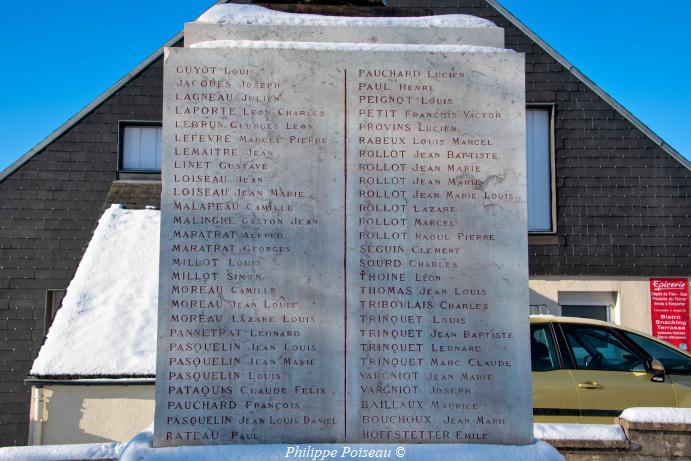 GUYOT LOUI
JACQUES JOSEPH
LAGNEAU JULIEN
LAPORTE LÉON CHARLES
LEBRUN GEORGES LÉON
LEFEVRE MARCEL PIERRE
LEMAITRE JEAN
LINET GUSTAVE
LOISEAU JEAN
LOISEAU JEAN MARIE
MALAPEAU CAMILLE
MALINGRE GASTON JEAN
MARATRAT ALFRED
MARATRAT GEORGES
MILLOT LOUIS
MILLOT SIMON
MOREAU CAMILLE
MOREAU JEAN LOUIS
MOREAU LAZARE LOUIS
PANNETRAT LÉONARD
PASQUELIN JEAN LOUIS
PASQUELIN JEAN MARIE
PASQUELIN LOUIS
PATAQUIS CLAUDE FELIX
PAUCHARD FRANÇOIS
PASQUELIN JEAN LOUIS DANIEL
RATEAU PAUL
PAUCHARD LUCIEN
PAUL HENRI
PEIGNOT LOUIS
PETIT FRANÇOIS VICTOR
PROVINS LUCIEN
RABEUX LOUIS MARCEL
ROLLOT JEAN BAPTISTE
ROLLOT JEAN MARIE
ROLLOT JEAN MARIE
ROLLOT JEAN MARIE LOUIS
ROLLOT LAZARE
ROLLOT MARCEL
ROLLOT RAOUL PIERRE
SEGUIN CLEMENT
SOURD CHARLES
THOINE LÉON
THOMAS JEAN LOUIS
TRIBOULAIS CHARLES
TRINQUET LOUIS
TRINQUET JEAN BAPTISTE
TRINQUET LÉONARD
TRINQUET MARC CLAUDE
VARGNIOT JEAN MARIE
VARGNIOT JOSEPH
BAILLAUX MAURICE
BOUCHOUX JEAN MARIE
HOFFSTETTER EMILE
Epicerie
Dépôt de Pain
Vente à Emporter
Bistro
Snacking
Terrasse
Philippe Poiseau ©